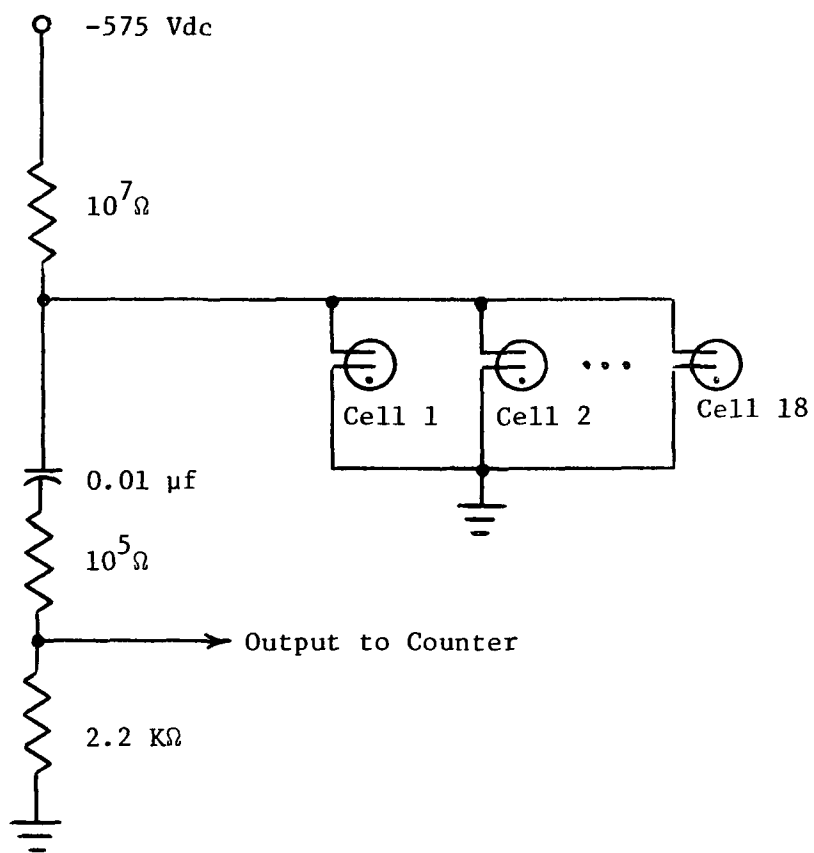 -575 Vdc
10⁷Ω
Cell 1
Cell 2
Cell 18
0.01 μf
10⁵Ω
Output to Counter
2.2 KΩ